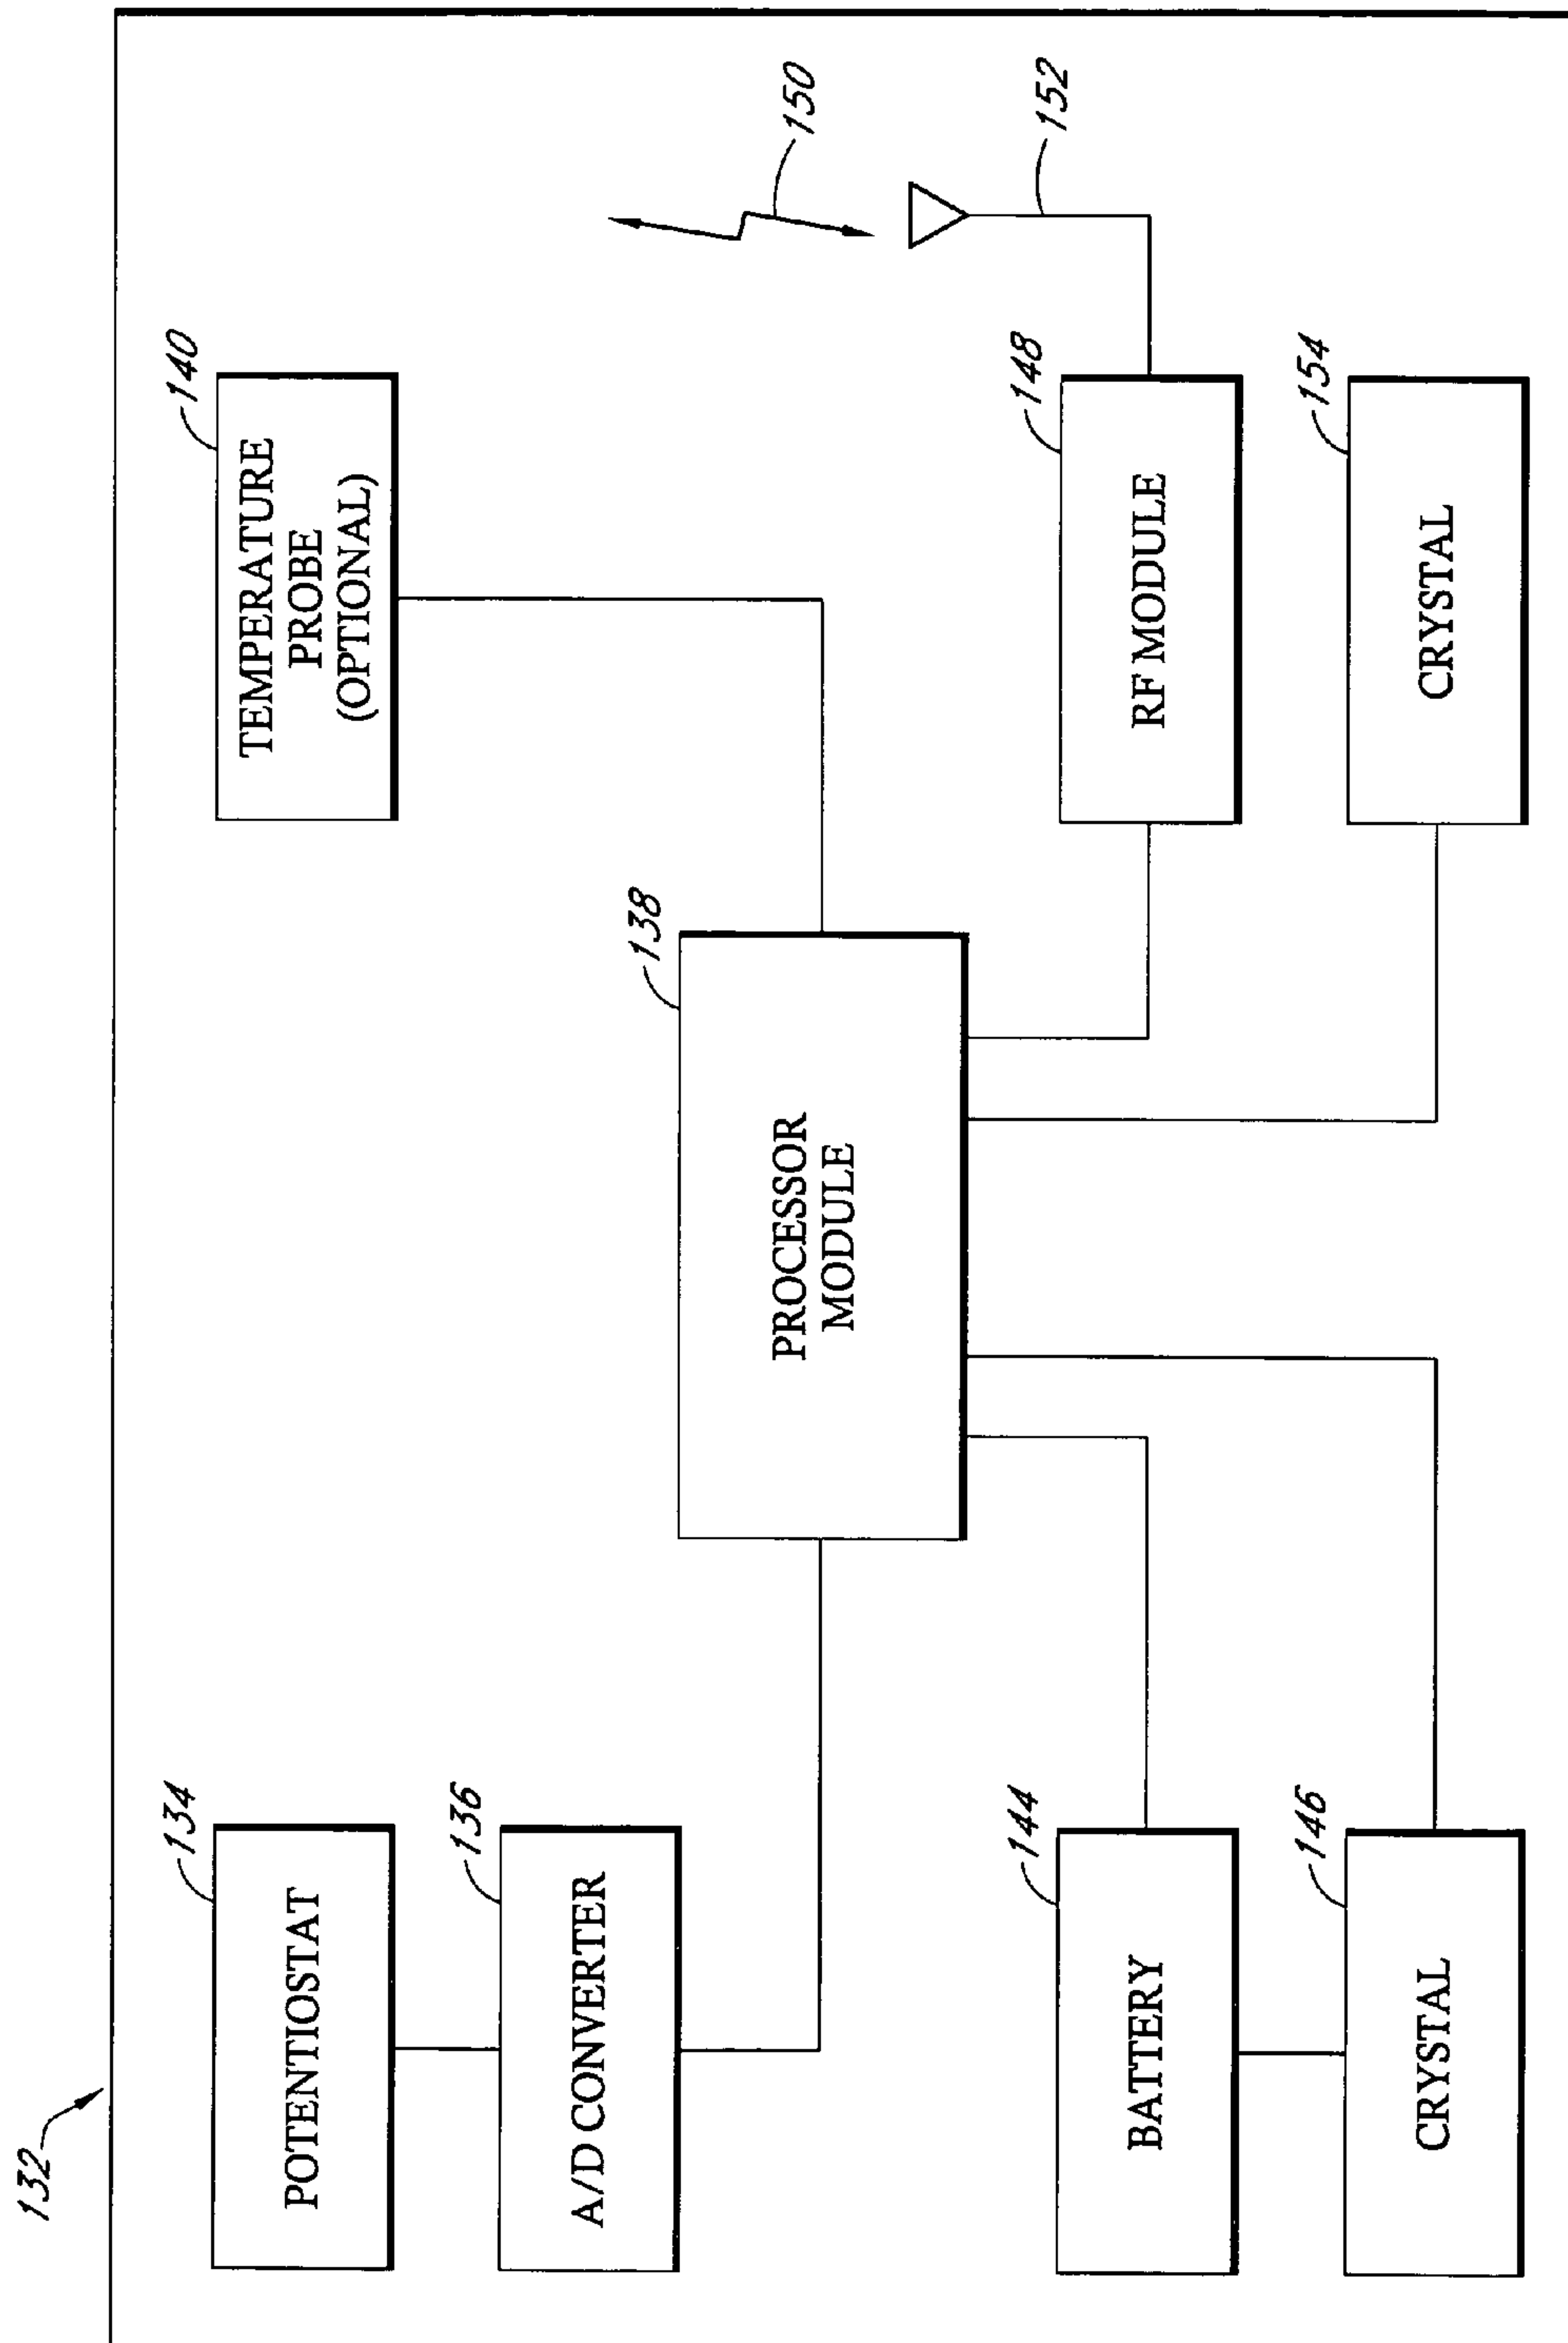 132
134
POTENTIOSTAT
136
A/D CONVERTER
138
PROCESSOR
MODULE
140
TEMPERATURE
PROBE
(OPTIONAL)
150
152
144
BATTERY
146
CRYSTAL
148
RF MODULE
154
CRYSTAL